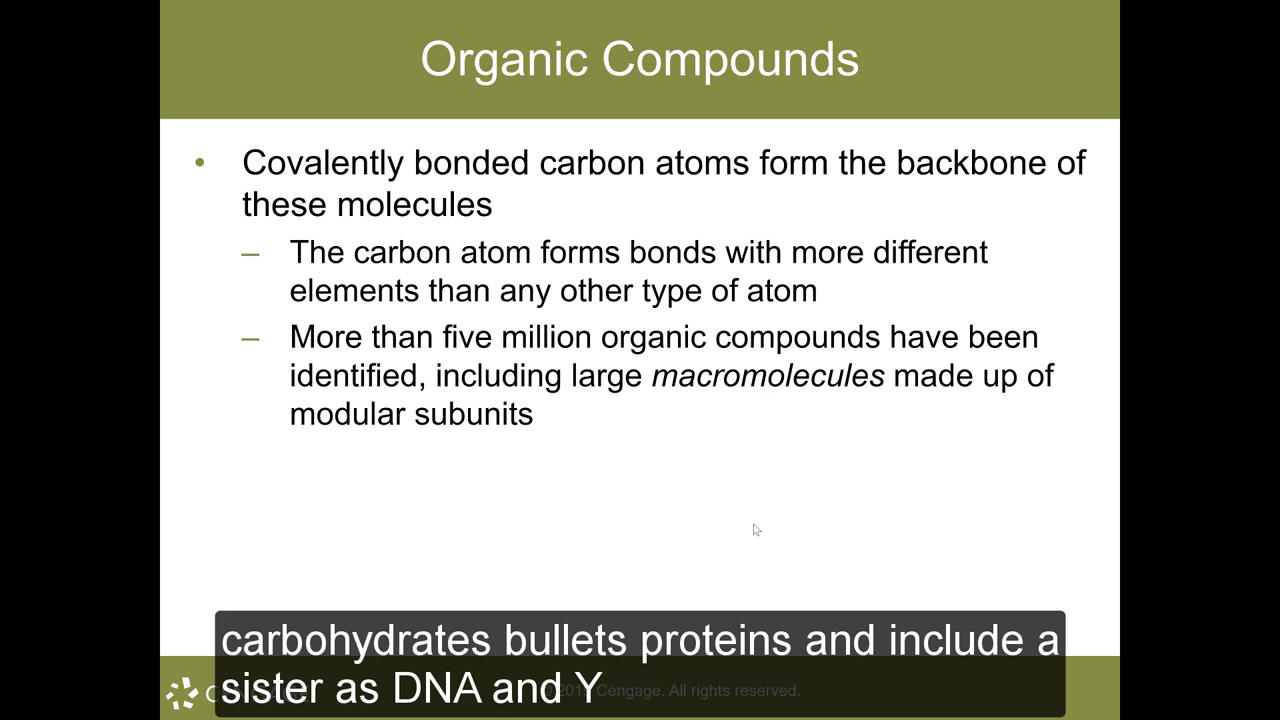 Organic Compounds
• Covalently bonded carbon atoms form the backbone of
these molecules
– The carbon atom forms bonds with more different
elements than any other type of atom
– More than five million organic compounds have been
identified, including large macromolecules made up of
modular subunits
carbohydrates bullets proteins and include a
sister as DNA and Y
Cengage. All rights reserved.